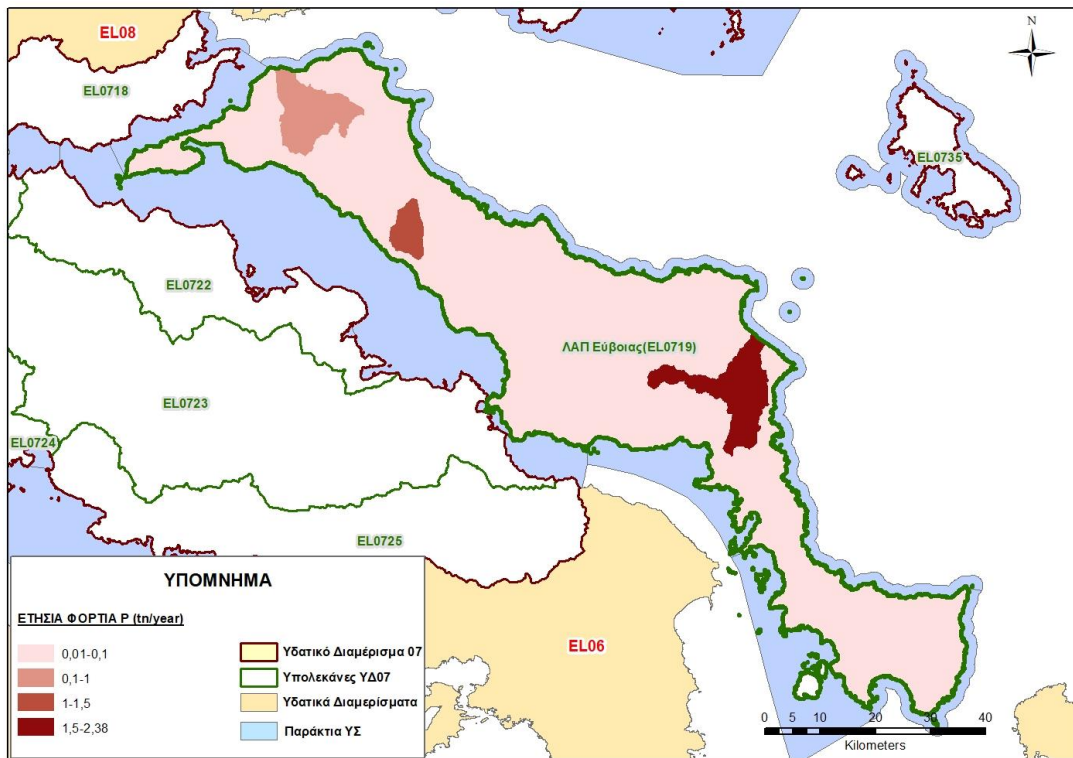 EL08
N
EL0718
EL0735
EL0722
ΛΑΠ Εύβοιας(EL0719)
EL0723
EL0724
EL0725
EL06
ΥΠΟΜΝΗΜΑ
ΕΤΗΣΙΑ ΦΟΡΤΙΑ P (tn/year)
0,01-0,1
0,1-1
1-1,5
1,5-2,38
Υδατικό Διαμέρισμα 07
Υπολεκάνες ΥΔ07
Υδατικά Διαμερίσματα
Παράκτια ΥΣ
0 5 10 20 30 40
Kilometers